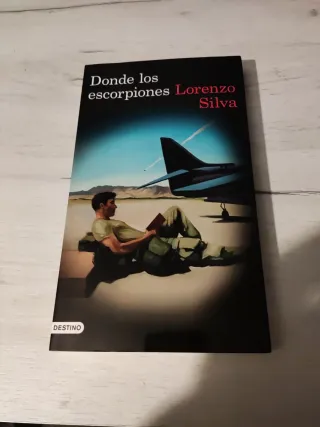 Donde los
escorpiones Lorenzo
Silva
DESTINO